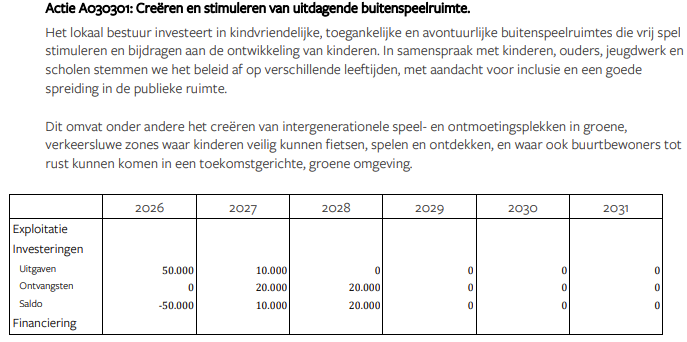 Actie A030301: Creëren en stimuleren van uitdagende buitenspeelruimte.
Het lokaal bestuur investeert in kindvriendelijke, toegankelijke en avontuurlijke buitenspeelruimtes die vrij spel
stimuleren en bijdragen aan de ontwikkeling van kinderen. In samenspraak met kinderen, ouders, jeugdwerk en
scholen stemmen we het beleid af op verschillende leeftijden, met aandacht voor inclusie en een goede
spreiding in de publieke ruimte.
Dit omvat onder andere het creëren van intergenerationele speel- en ontmoetingsplekken in groene,
verkeersluwe zones waar kinderen veilig kunnen fietsen, spelen en ontdekken, en waar ook buurtbewoners tot
rust kunnen komen in een toekomstgerichte, groene omgeving.
2026 2027 2028 2029 2030 2031
Exploitatie
Investeringen
Uitgaven 50.000 10.000 0 0 0 0
Ontvangsten 0 20.000 20.000 0 0 0
Saldo -50.000 10.000 20.000 0 0 0
Financiering